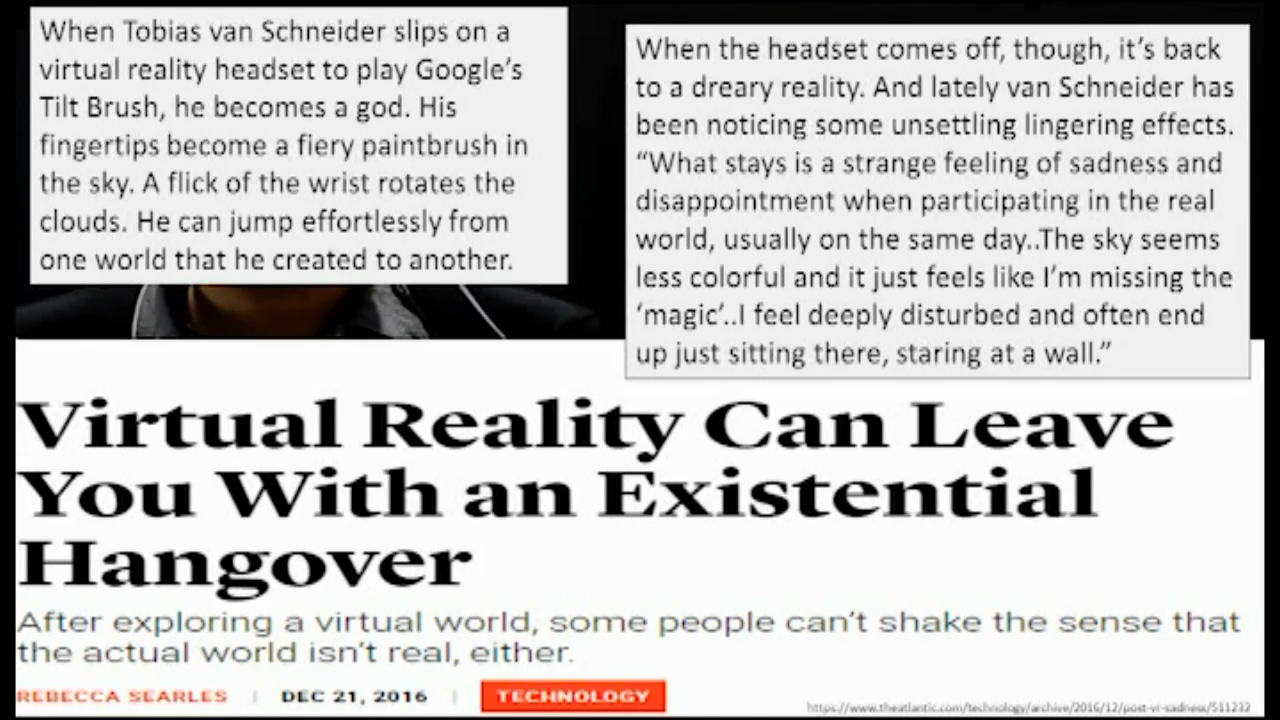 When Tobias van Schneider slips on a
virtual reality headset to play Google’s
Tilt Brush, he becomes a god. His
fingertips become a fiery paintbrush in
the sky. A flick of the wrist rotates the
clouds. He can jump effortlessly from
one world that he created to another.
When the headset comes off, though, it’s back
to a dreary reality. And lately van Schneider has
been noticing some unsettling lingering effects.
“What stays is a strange feeling of sadness and
disappointment when participating in the real
world, usually on the same day..The sky seems
less colorful and it just feels like I’m missing the
‘magic’..I feel deeply disturbed and often end
up just sitting there, staring at a wall.”
Virtual Reality Can Leave
You With an Existential
Hangover
After exploring a virtual world, some people can’t shake the sense that
the actual world isn’t real, either.
REBECCA SEARLES | DEC 21, 2016 | TECHNOLOGY
https://www.theatlantic.com/technology/archive/2016/12/post-vr-sadness/511232